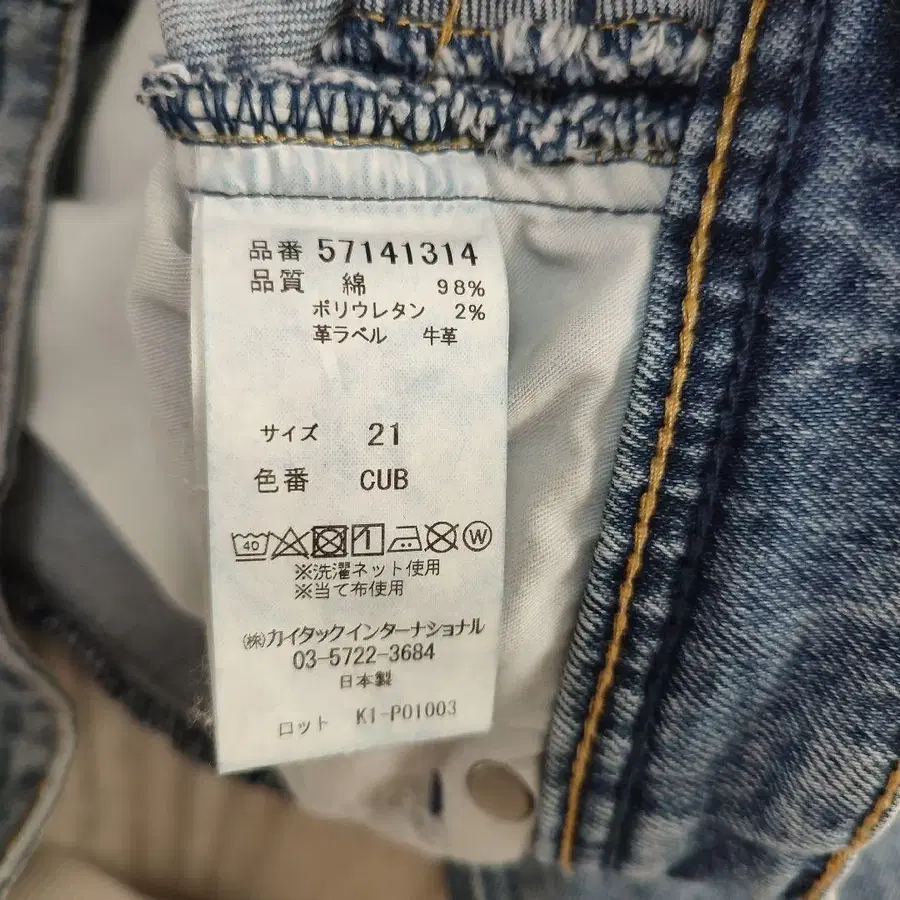 品番 57141314
品質 綿 98%
ポリウレタン 2%
革ラベル 牛革
サイズ 21
色番 CUB
40 W
※洗濯ネット使用
※当て布使用
㈱カイタックインターナショナル
03-5722-3684
日本製
ロット K1-P01003